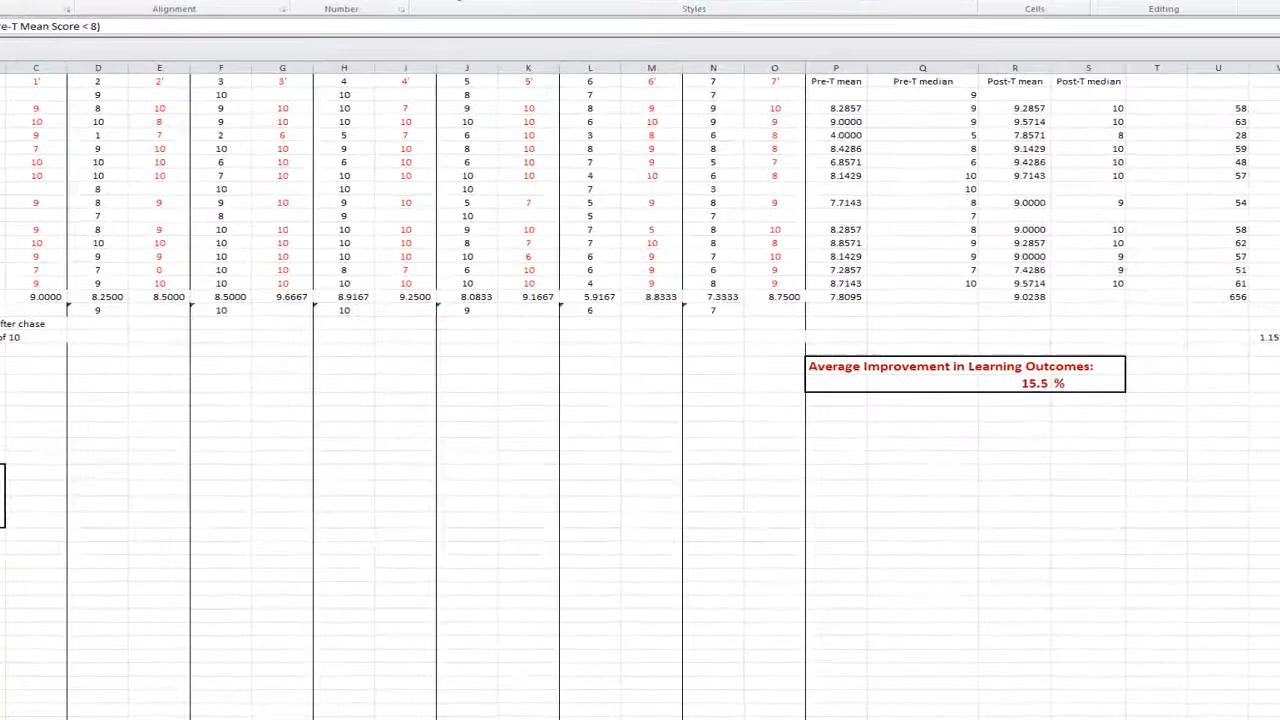 Alignment Number Styles Cells Editing
e-T Mean Score < 8)
C D E F G H I J K L M N O P Q R S T U
1' 2 2' 3 3' 4 4' 5 5' 6 6' 7 7' Pre-T mean Pre-T median Post-T mean Post-T median
9 10 10 8 7 7 9
9 8 10 9 10 10 7 9 10 8 9 9 10 8.2857 9 9.2857 10 58
10 10 8 9 10 10 10 10 10 6 9 9 9 9.0000 9 9.5714 10 63
9 1 7 2 6 5 7 8 8 3 8 6 8 4.0000 5 7.8571 8 28
7 9 10 10 10 9 10 8 10 6 9 8 8 8.4286 8 9.1429 10 59
10 10 10 6 10 6 10 8 10 7 9 5 7 6.8571 6 9.4286 10 48
10 10 10 7 10 10 10 10 10 4 10 6 8 8.1429 10 9.7143 10 57
8 10 10 10 7 3 10
9 8 9 9 10 10 10 5 7 5 9 8 9 7.7143 8 9.0000 9 54
7 8 9 10 5 7 7
9 8 9 10 10 10 10 9 10 7 5 8 10 8.2857 8 9.0000 10 58
10 10 10 10 10 10 10 9 7 7 10 8 8 8.8571 9 9.2857 10 62
9 9 9 10 10 10 10 10 6 6 9 7 10 8.1429 9 9.0000 9 57
7 7 0 10 10 8 7 6 10 6 9 6 9 7.2857 7 7.4286 9 51
9 9 10 10 10 10 10 10 10 4 9 8 9 8.7143 10 9.5714 10 61
9.0000 8.2500 8.5000 8.5000 9.6667 8.9167 9.2500 8.0833 9.1667 5.9167 8.8333 7.3333 8.7500 7.8095 9.0238 656
9 10 10 9 6 7
fter chase
of 10 1.15
Average Improvement in Learning Outcomes:
15.5 %